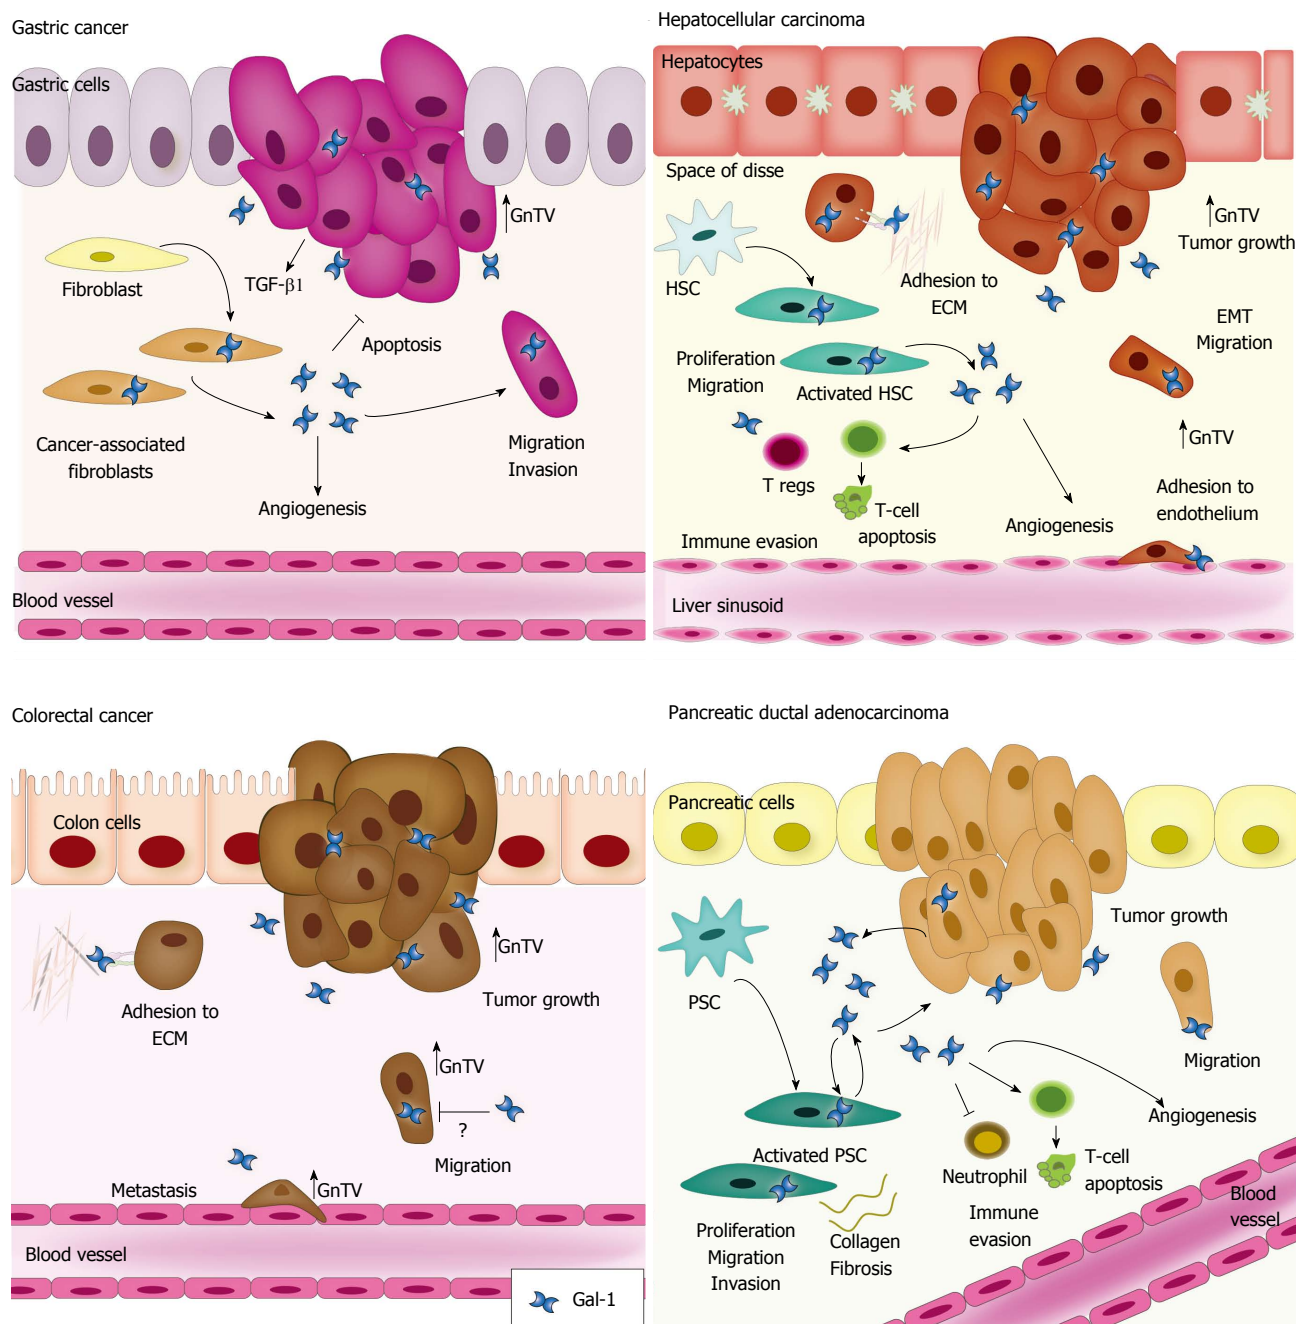 Gastric cancer
Gastric cells
GnTV
TGF-β1
Fibroblast
Apoptosis
Cancer-associated
fibroblasts
Migration
Invasion
Angiogenesis
Blood vessel
Hepatocellular carcinoma
Hepatocytes
Space of disse
GnTV
Tumor growth
HSC
Adhesion to
ECM
EMT
Migration
Proliferation
Migration
Activated HSC
GnTV
T regs
T-cell
apoptosis
Adhesion to
endothelium
Angiogenesis
Immune evasion
Liver sinusoid
Colorectal cancer
Colon cells
GnTV
Tumor growth
Adhesion to
ECM
GnTV
?
Migration
Metastasis
GnTV
Blood vessel
Gal-1
Pancreatic ductal adenocarcinoma
Pancreatic cells
Tumor growth
PSC
Migration
Angiogenesis
Activated PSC
Neutrophil
T-cell
apoptosis
Immune
evasion
Proliferation
Migration
Invasion
Collagen
Fibrosis
Blood
vessel